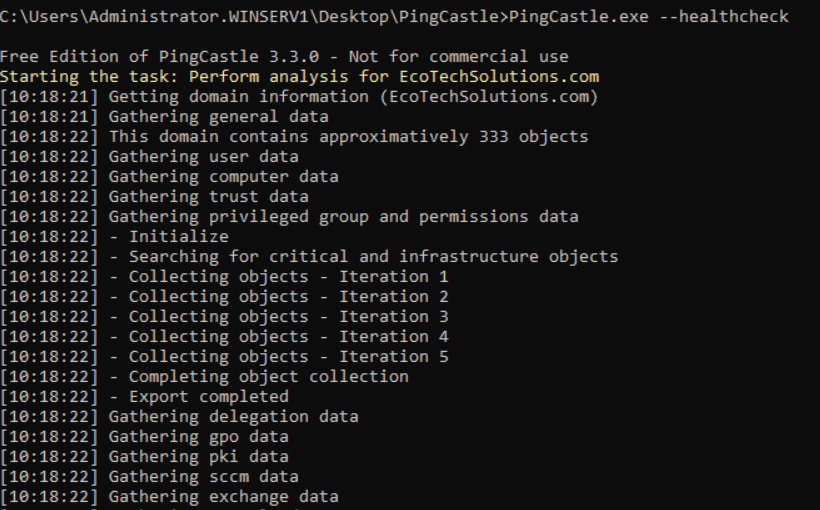 C:\Users\Administrator.WINSERV1\Desktop\PingCastle>PingCastle.exe --healthcheck
Free Edition of PingCastle 3.3.0 - Not for commercial use
Starting the task: Perform analysis for EcoTechSolutions.com
[10:18:21] Getting domain information (EcoTechSolutions.com)
[10:18:21] Gathering general data
[10:18:22] This domain contains approximatively 333 objects
[10:18:22] Gathering user data
[10:18:22] Gathering computer data
[10:18:22] Gathering trust data
[10:18:22] Gathering privileged group and permissions data
[10:18:22] - Initialize
[10:18:22] - Searching for critical and infrastructure objects
[10:18:22] - Collecting objects - Iteration 1
[10:18:22] - Collecting objects - Iteration 2
[10:18:22] - Collecting objects - Iteration 3
[10:18:22] - Collecting objects - Iteration 4
[10:18:22] - Collecting objects - Iteration 5
[10:18:22] - Completing object collection
[10:18:22] - Export completed
[10:18:22] Gathering delegation data
[10:18:22] Gathering gpo data
[10:18:22] Gathering pki data
[10:18:22] Gathering sccm data
[10:18:22] Gathering exchange data